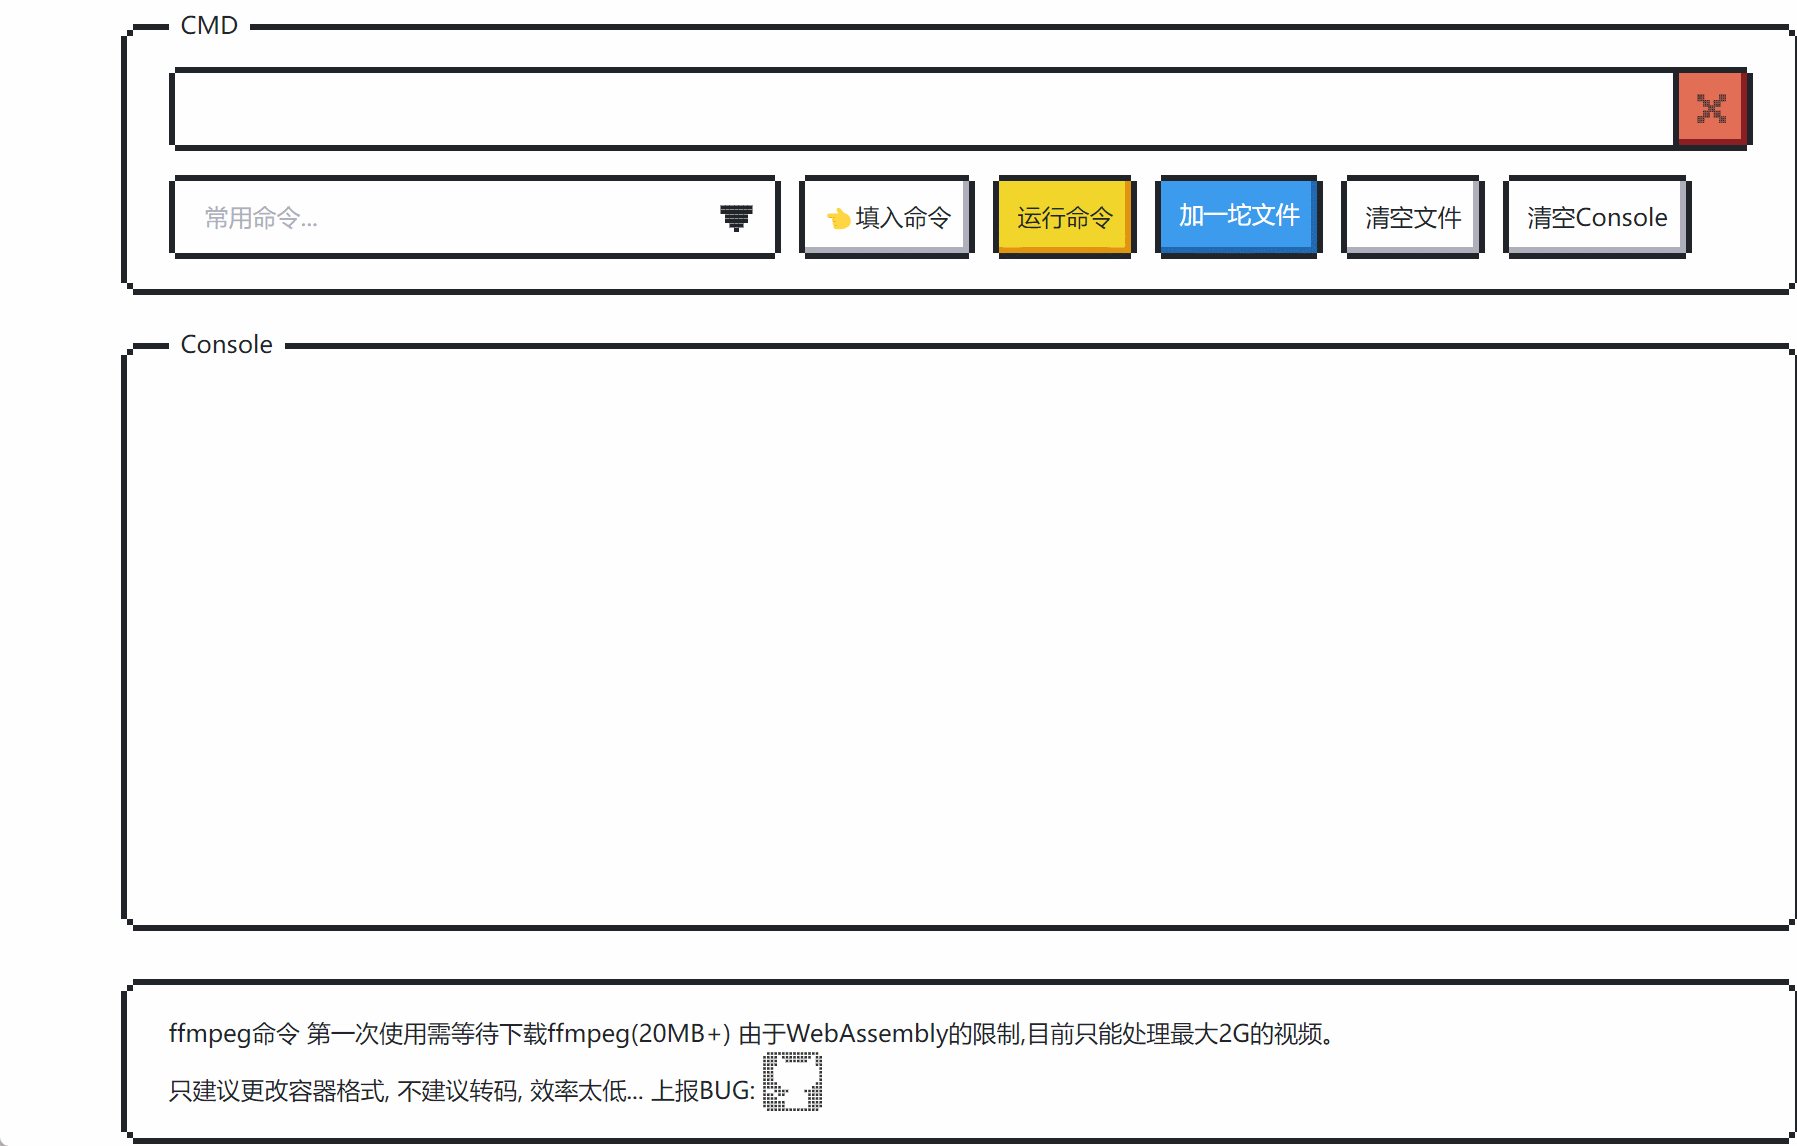 CMD
常用命令...
👈填入命令
运行命令
加一坨文件
清空文件
清空Console
Console
ffmpeg命令 第一次使用需等待下载ffmpeg(20MB+) 由于WebAssembly的限制,目前只能处理最大2G的视频。
只建议更改容器格式, 不建议转码, 效率太低... 上报BUG: